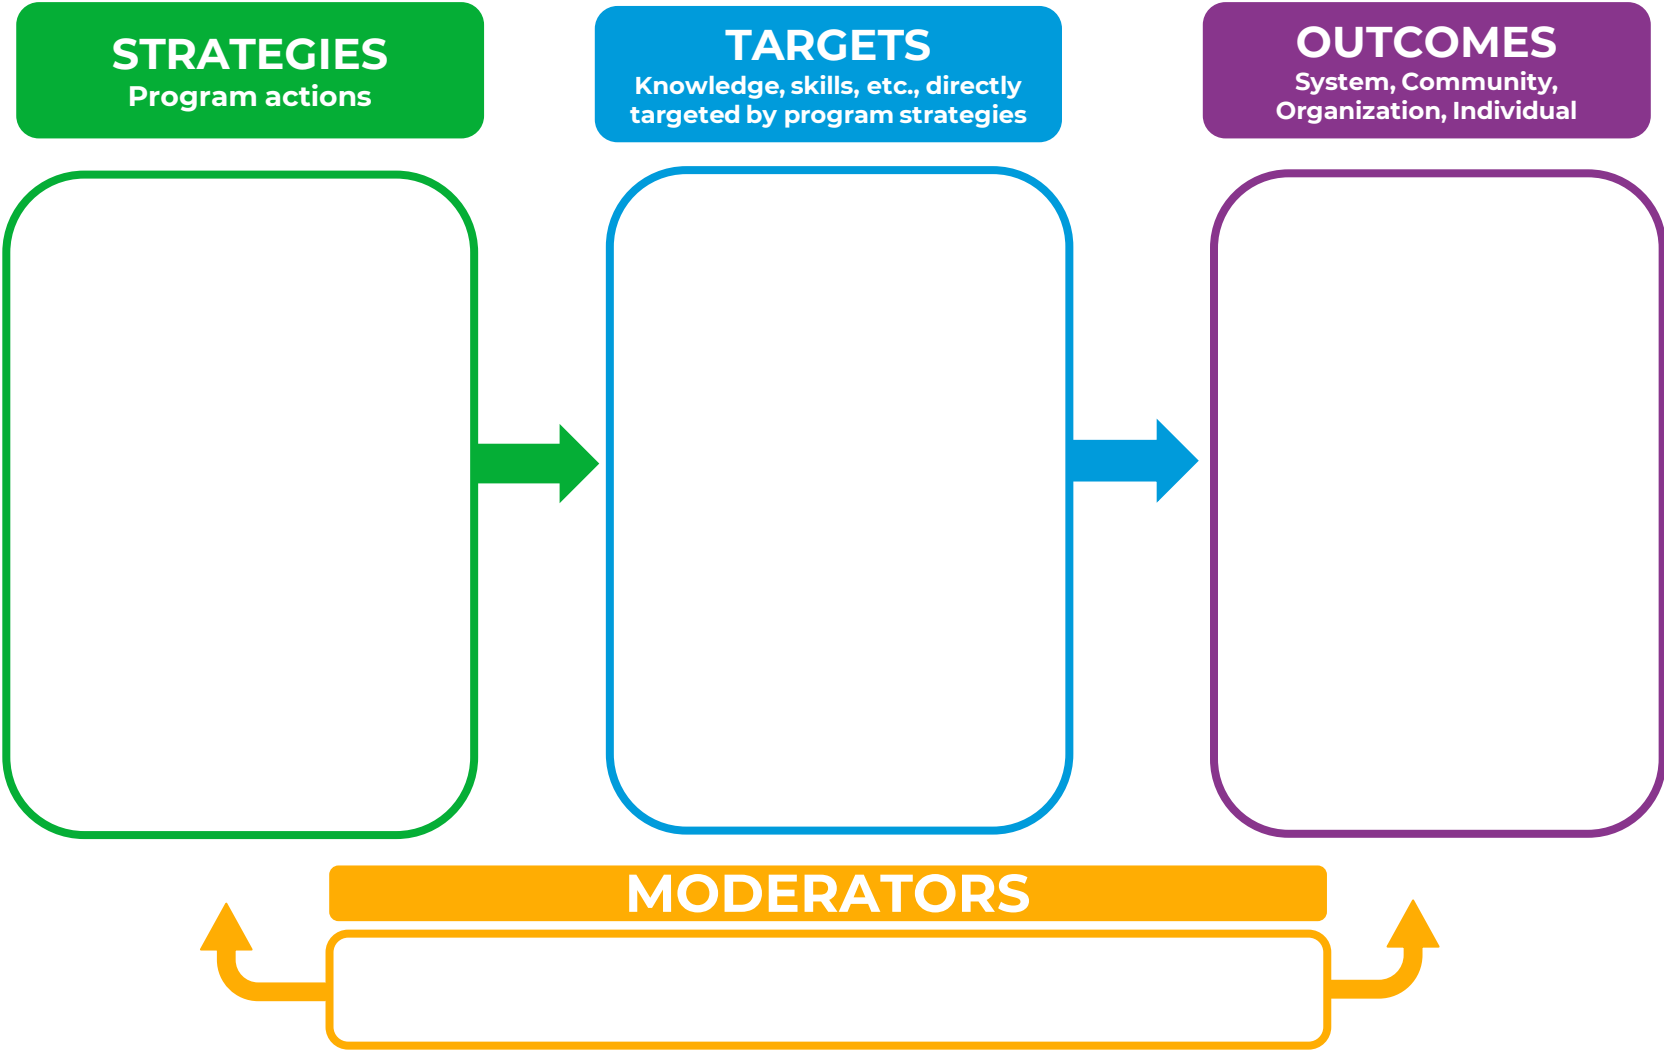 STRATEGIES
Program actions
TARGETS
Knowledge, skills, etc., directly
targeted by program strategies
OUTCOMES
System, Community,
Organization, Individual
MODERATORS